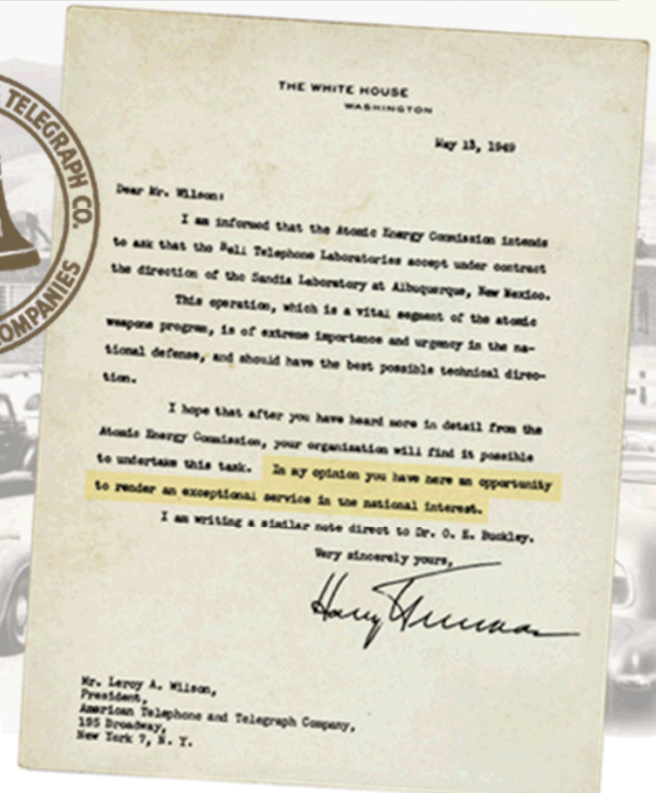 TELEGRAPH CO.
COMPANIES
THE WHITE HOUSE
WASHINGTON
May 13, 1949
Dear Mr. Wilson:
I am informed that the Atomic Energy Commission intends
to ask that the Bell Telephone Laboratories accept under contract
the direction of the Sandia Laboratory at Albuquerque, New Mexico.
This operation, which is a vital segment of the atomic
weapons program, is of extreme importance and urgency in the na-
tional defense, and should have the best possible technical direc-
tion.
I hope that after you have heard more in detail from the
Atomic Energy Commission, your organization will find it possible
to undertake this task. In my opinion you have here an opportunity
to render an exceptional service in the national interest.
I am writing a similar note direct to Dr. O. E. Buckley.
Very sincerely yours,
Harry Truman
Mr. Leroy A. Wilson,
President,
American Telephone and Telegraph Company,
195 Broadway,
New York 7, N. Y.